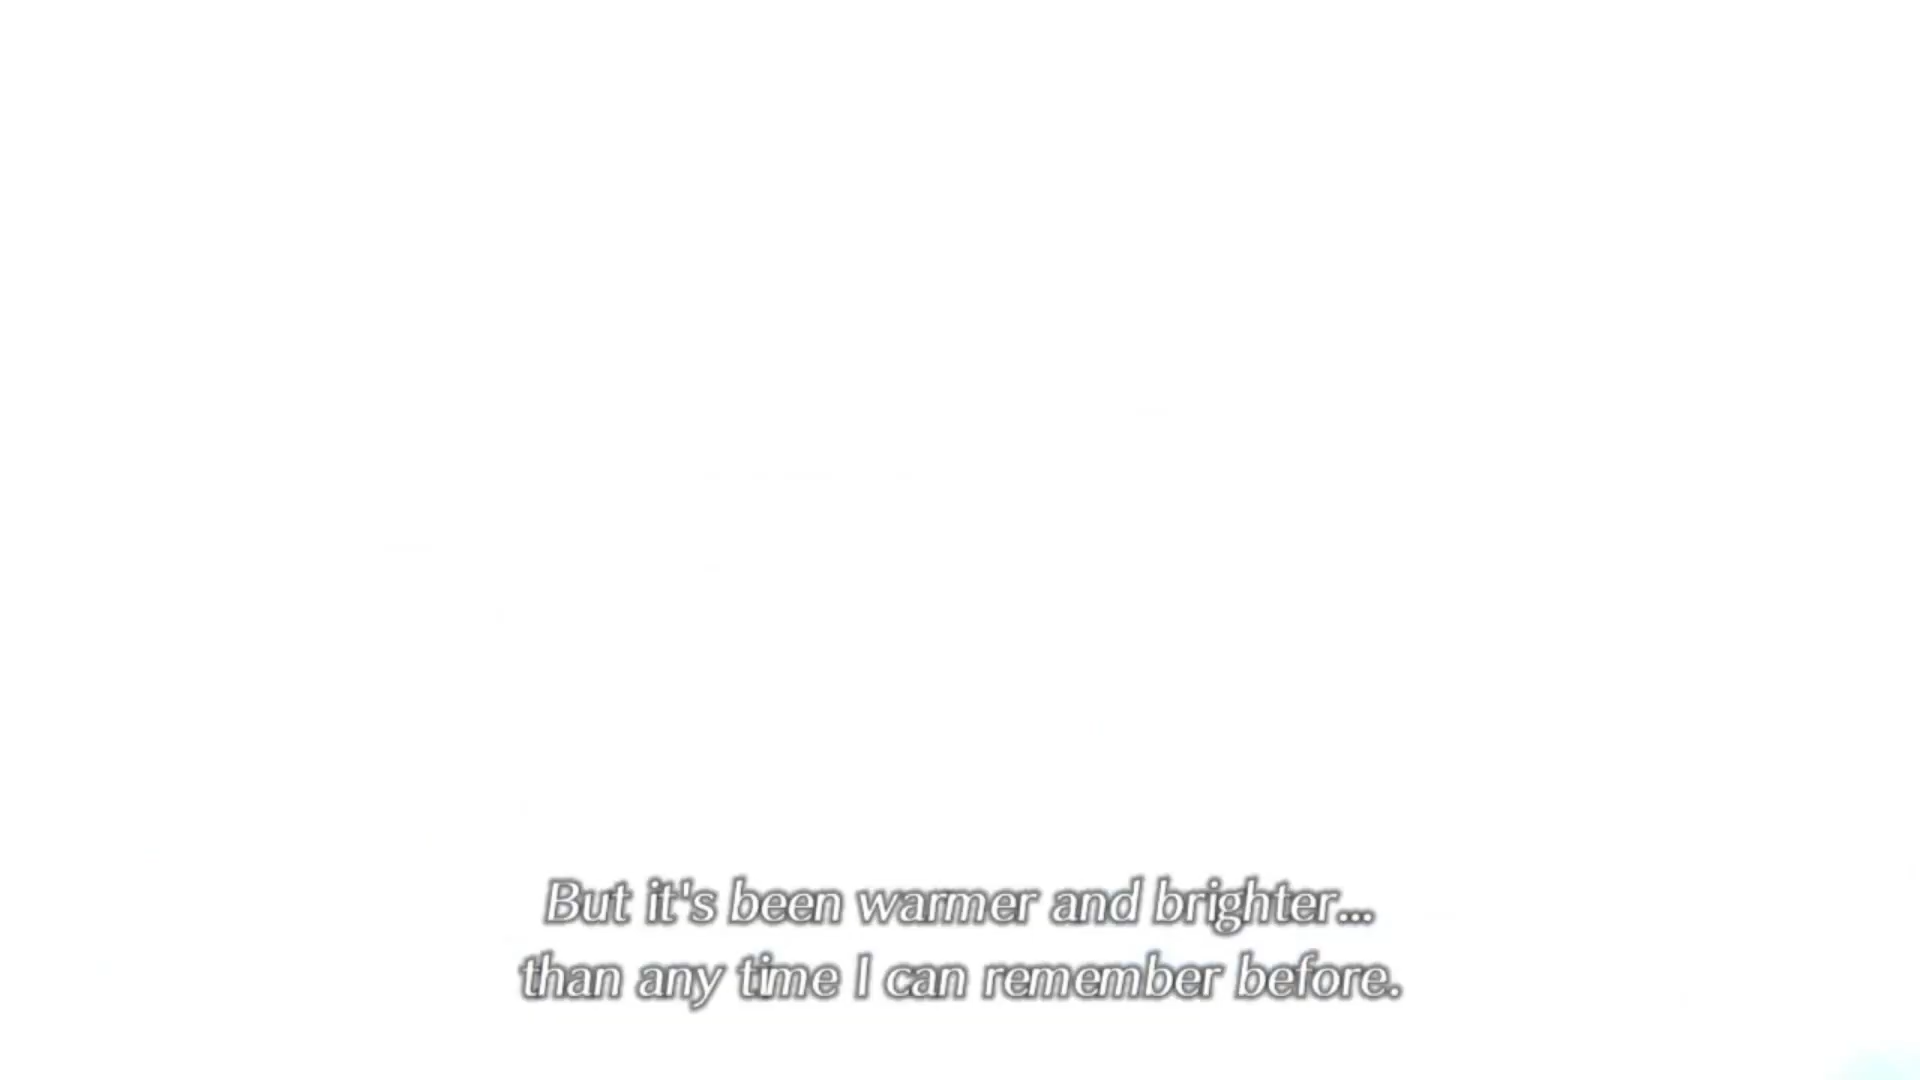 But it's been warmer and brighter...
than any time I can remember before.